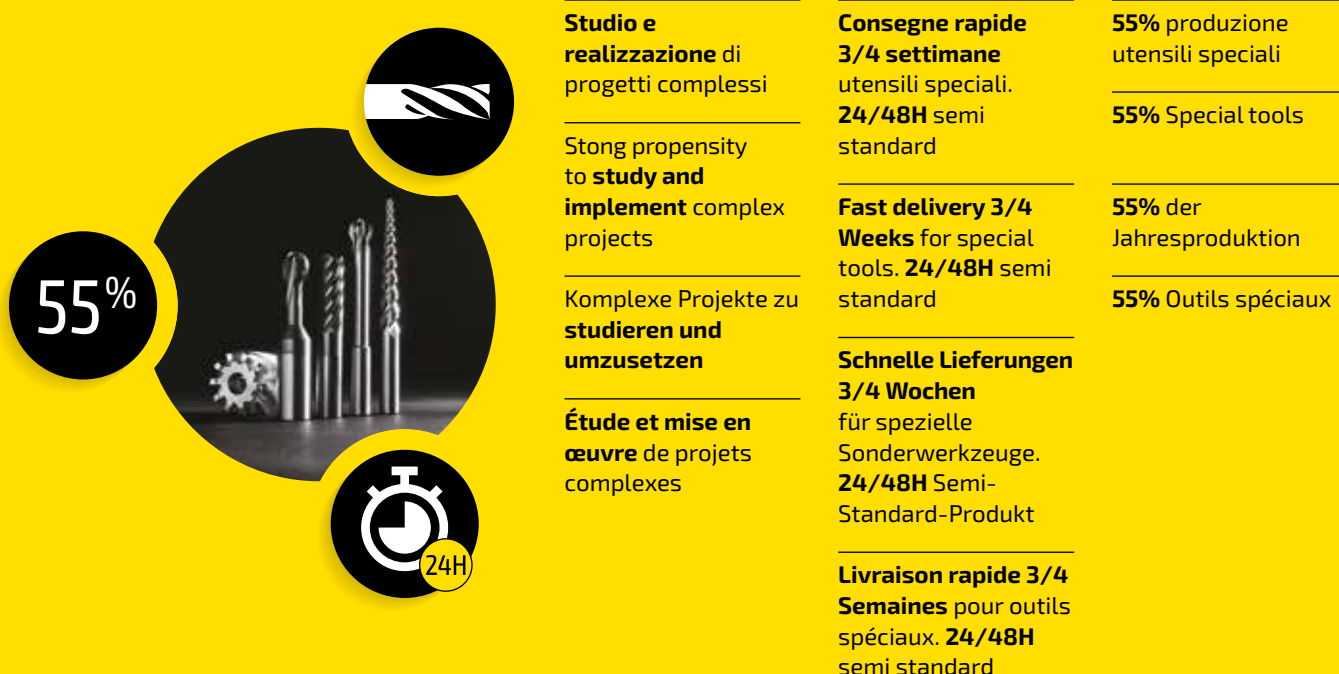 55%
24H
Studio e
realizzazione di
progetti complessi
Stong propensity
to study and
implement complex
projects
Komplexe Projekte zu
studieren und
umzusetzen
Étude et mise en
œuvre de projets
complexes
Consegne rapide
3/4 settimane
utensili speciali.
24/48H semi
standard
Fast delivery 3/4
Weeks for special
tools. 24/48H semi
standard
Schnelle Lieferungen
3/4 Wochen
für spezielle
Sonderwerkzeuge.
24/48H Semi-
Standard-Produkt
Livraison rapide 3/4
Semaines pour outils
spéciaux. 24/48H
semi standard
55% produzione
utensili speciali
55% Special tools
55% der
Jahresproduktion
55% Outils spéciaux